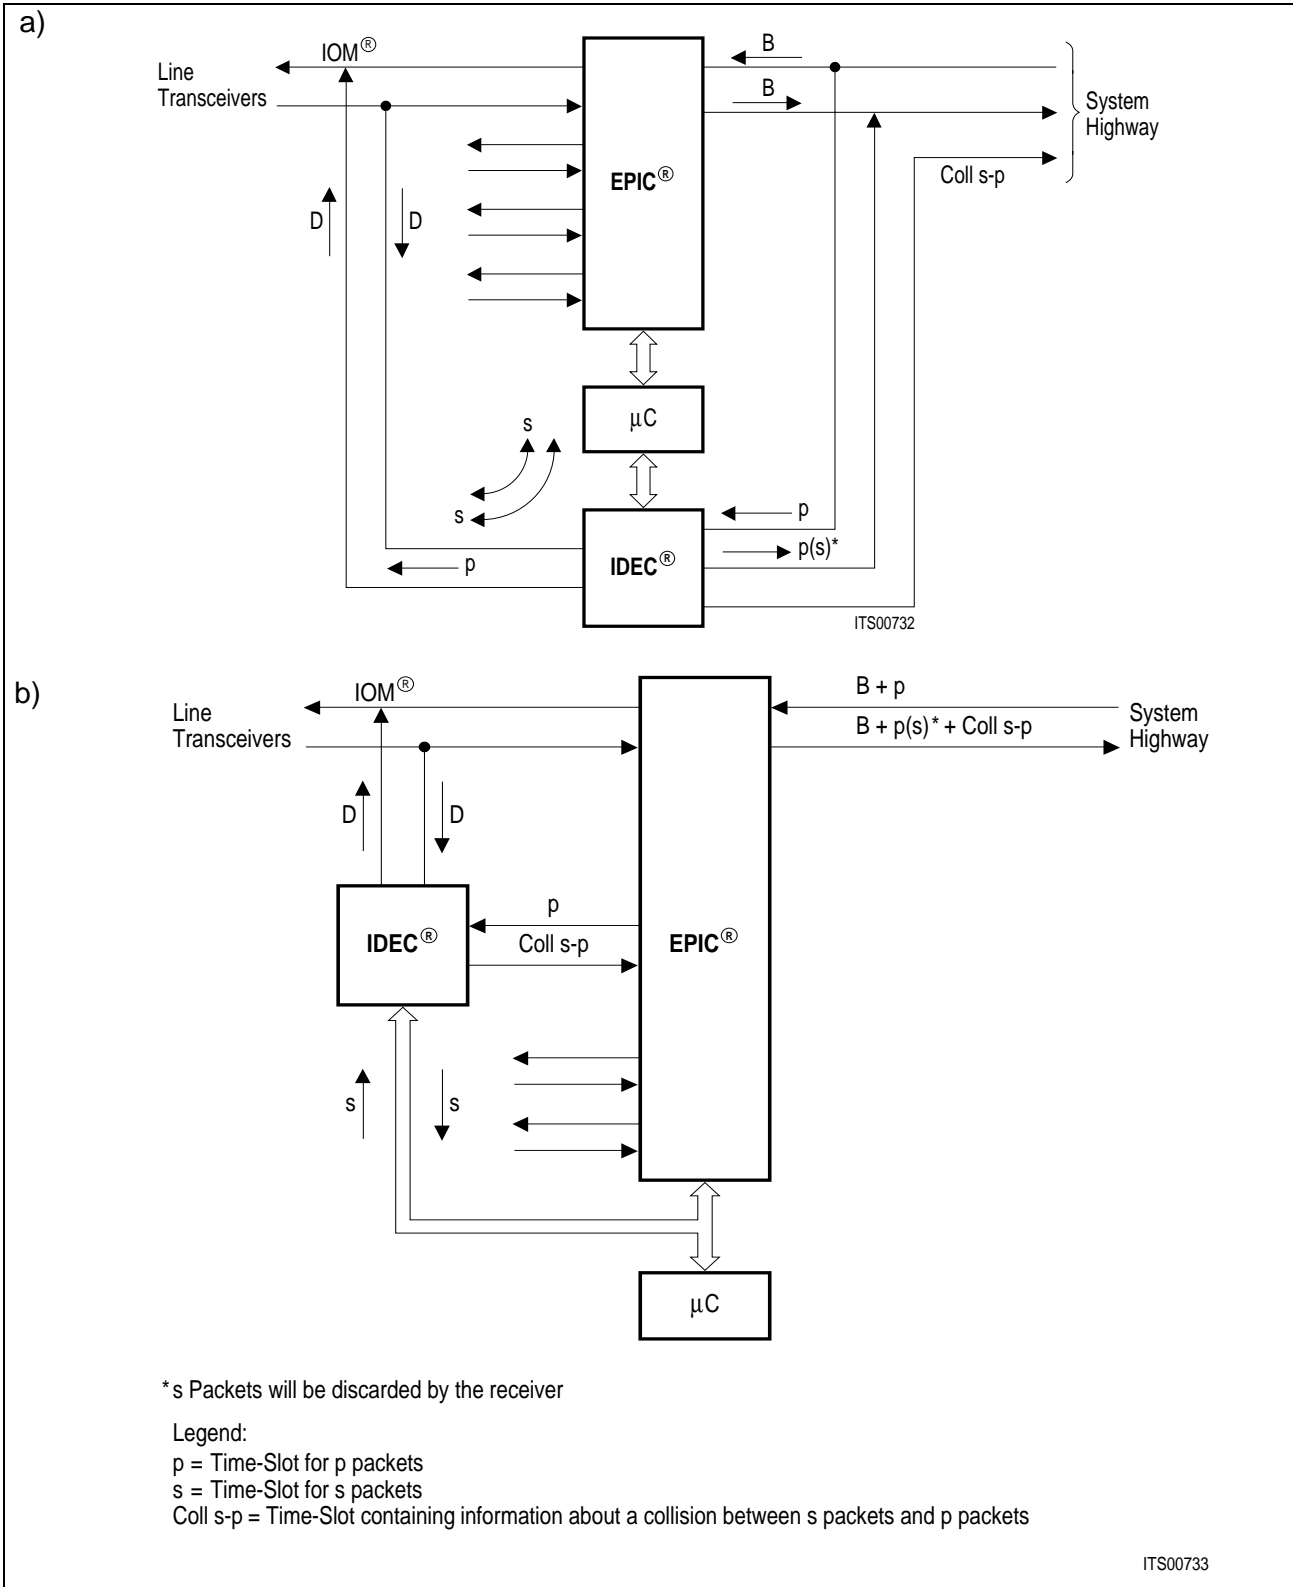 a)
IOM®
Line
Transceivers
B
B
System
Highway
Coll s-p
EPIC®
D
D
μC
s
s
p
p(s)*
IDEC®
p
ITS00732
b)
IOM®
Line
Transceivers
B + p
B + p(s)* + Coll s-p
System
Highway
D
D
p
Coll s-p
IDEC®
EPIC®
s
s
μC
* s Packets will be discarded by the receiver
Legend:
p = Time-Slot for p packets
s = Time-Slot for s packets
Coll s-p = Time-Slot containing information about a collision between s packets and p packets
ITS00733